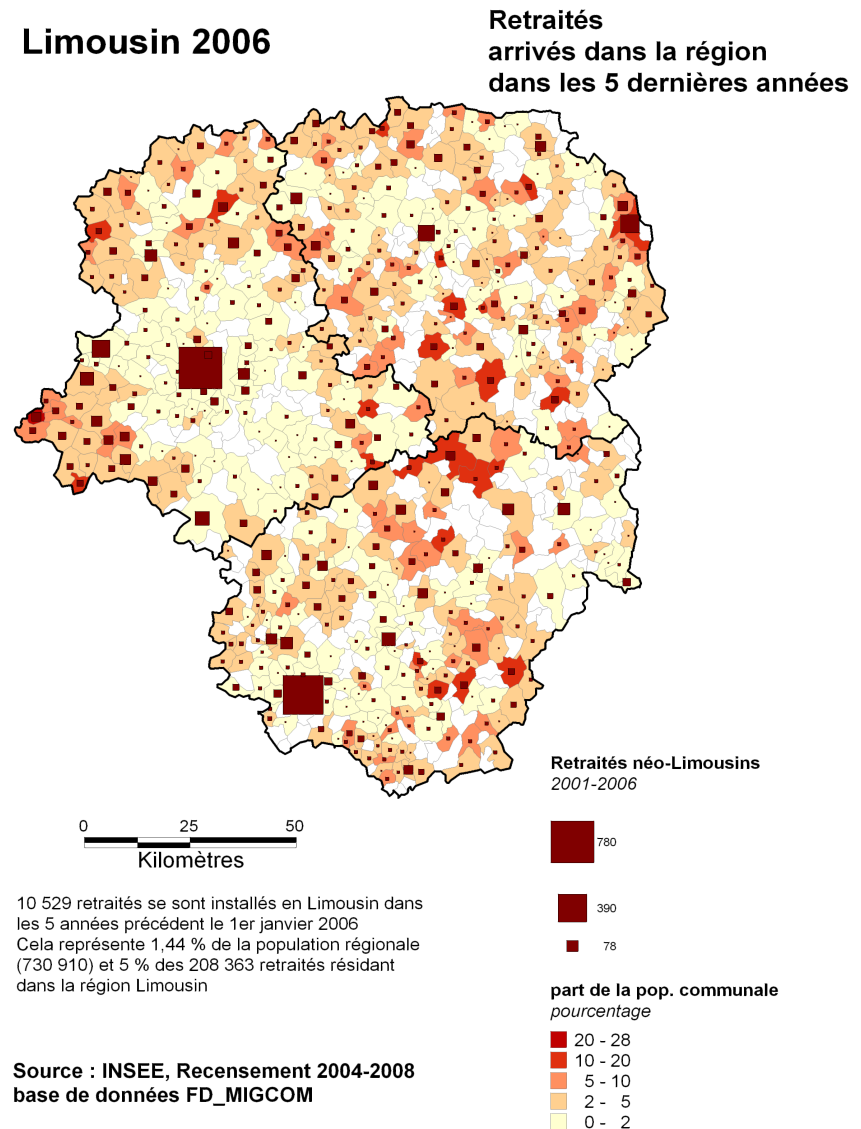 Limousin 2006
Retraités
arrivés dans la région
dans les 5 dernières années
Retraités néo-Limousins
2001-2006
780
390
78
0 25 50
Kilomètres
10 529 retraités se sont installés en Limousin dans
les 5 années précédent le 1er janvier 2006
Cela représente 1,44 % de la population régionale
(730 910) et 5 % des 208 363 retraités résidant
dans la région Limousin
part de la pop. communale
pourcentage
20 - 28
10 - 20
5 - 10
2 - 5
0 - 2
Source : INSEE, Recensement 2004-2008
base de données FD_MIGCOM